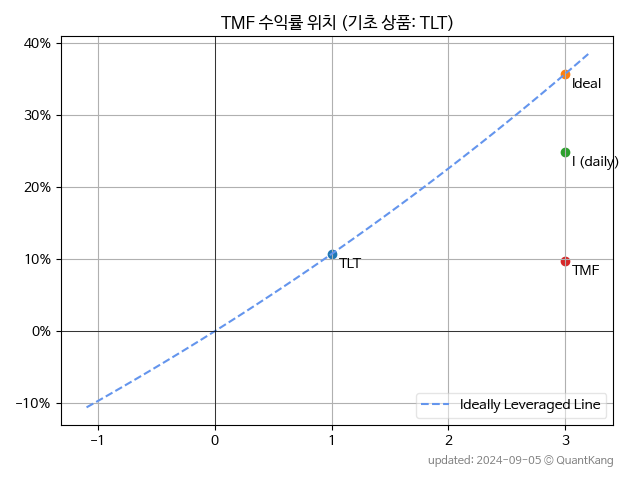 TMF 수익률 위치 (기초 상품: TLT)
40%
30%
20%
10%
0%
−10%
Ideal
I (daily)
TLT
TMF
Ideally Leveraged Line
−1
0
1
2
3
updated: 2024-09-05 © QuantKang